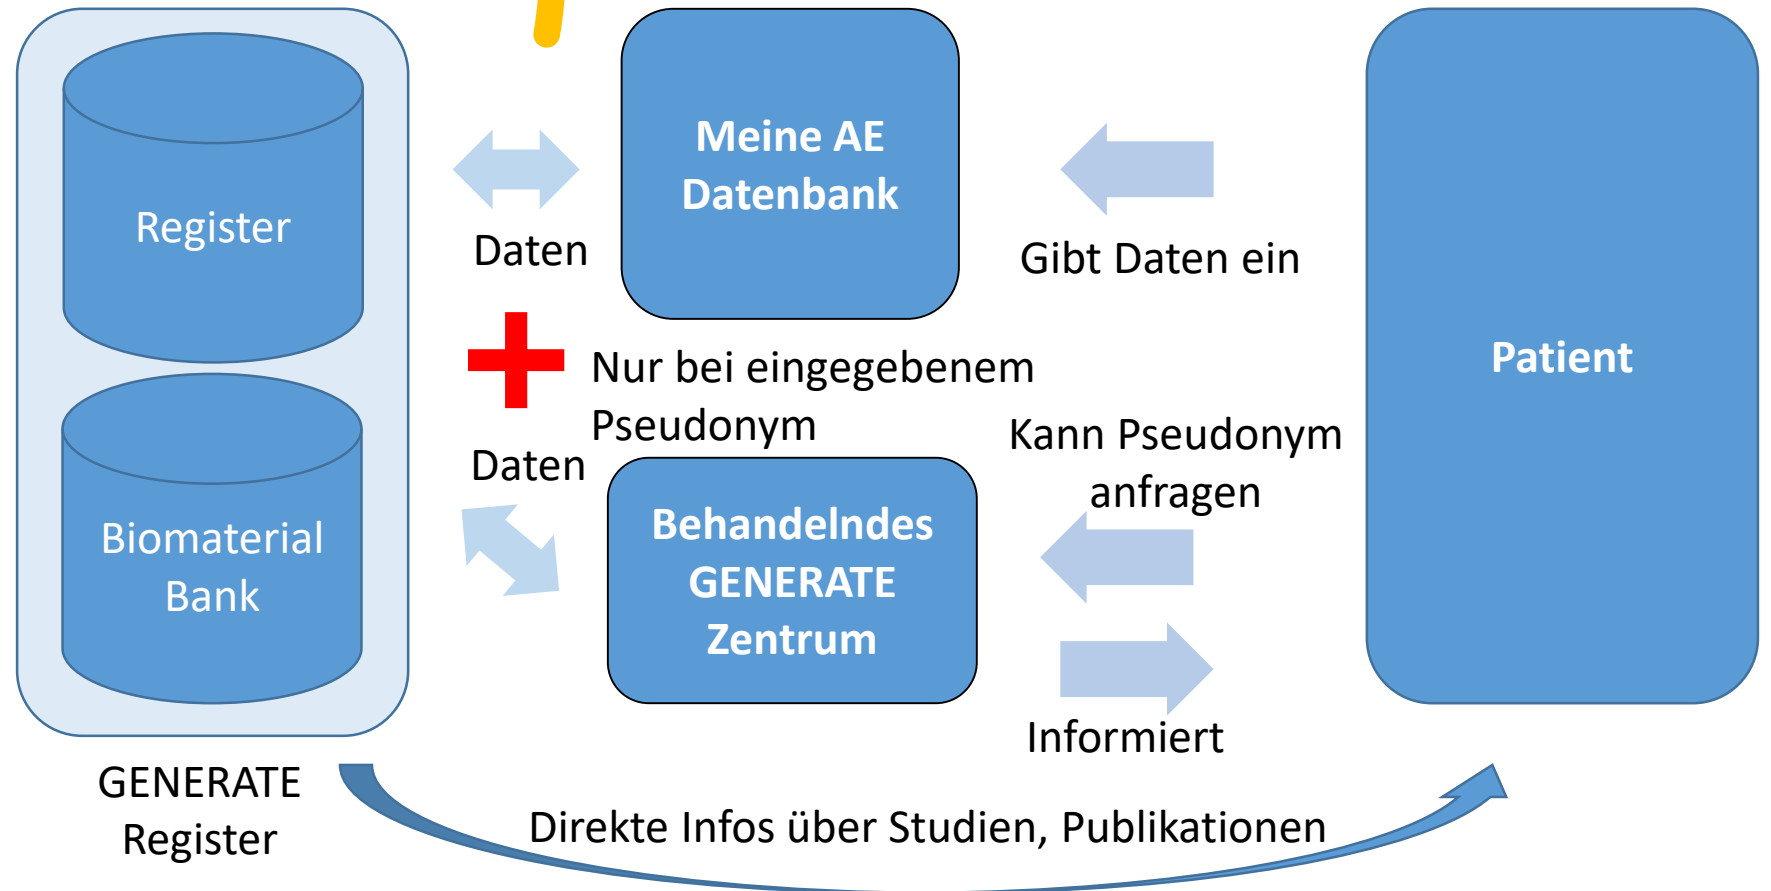 Register
Biomaterial
Bank
GENERATE
Register
Daten
Meine AE
Datenbank
Gibt Daten ein
Nur bei eingegebenem
Pseudonym
Daten
Behandelndes
GENERATE
Zentrum
Kann Pseudonym
anfragen
Informiert
Patient
Direkte Infos über Studien, Publikationen